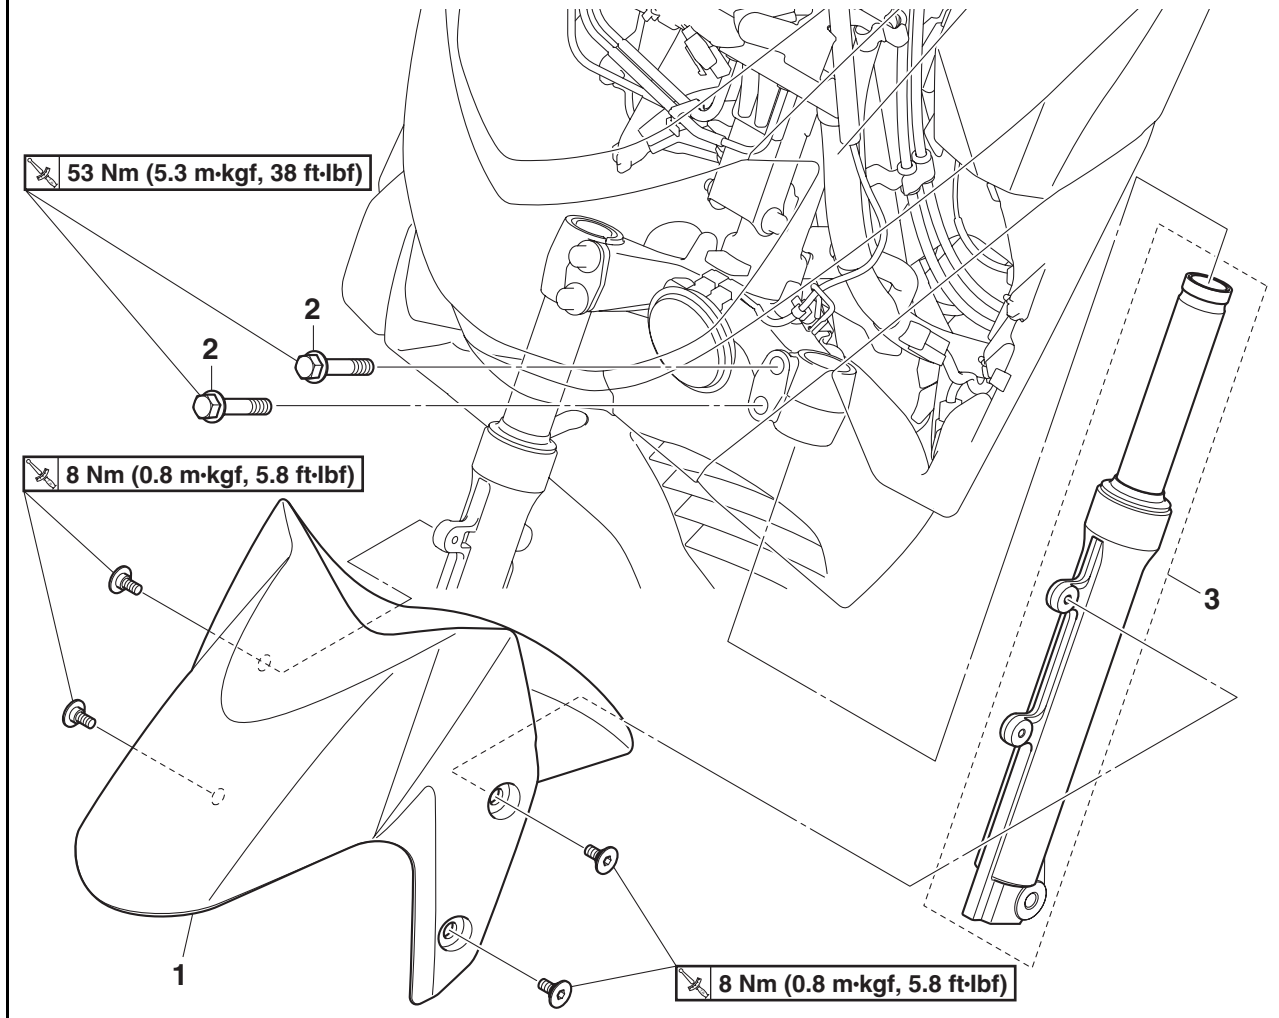 53 Nm (5.3 m•kgf, 38 ft•lbf)
2
2
8 Nm (0.8 m•kgf, 5.8 ft•lbf)
3
1
8 Nm (0.8 m•kgf, 5.8 ft•lbf)